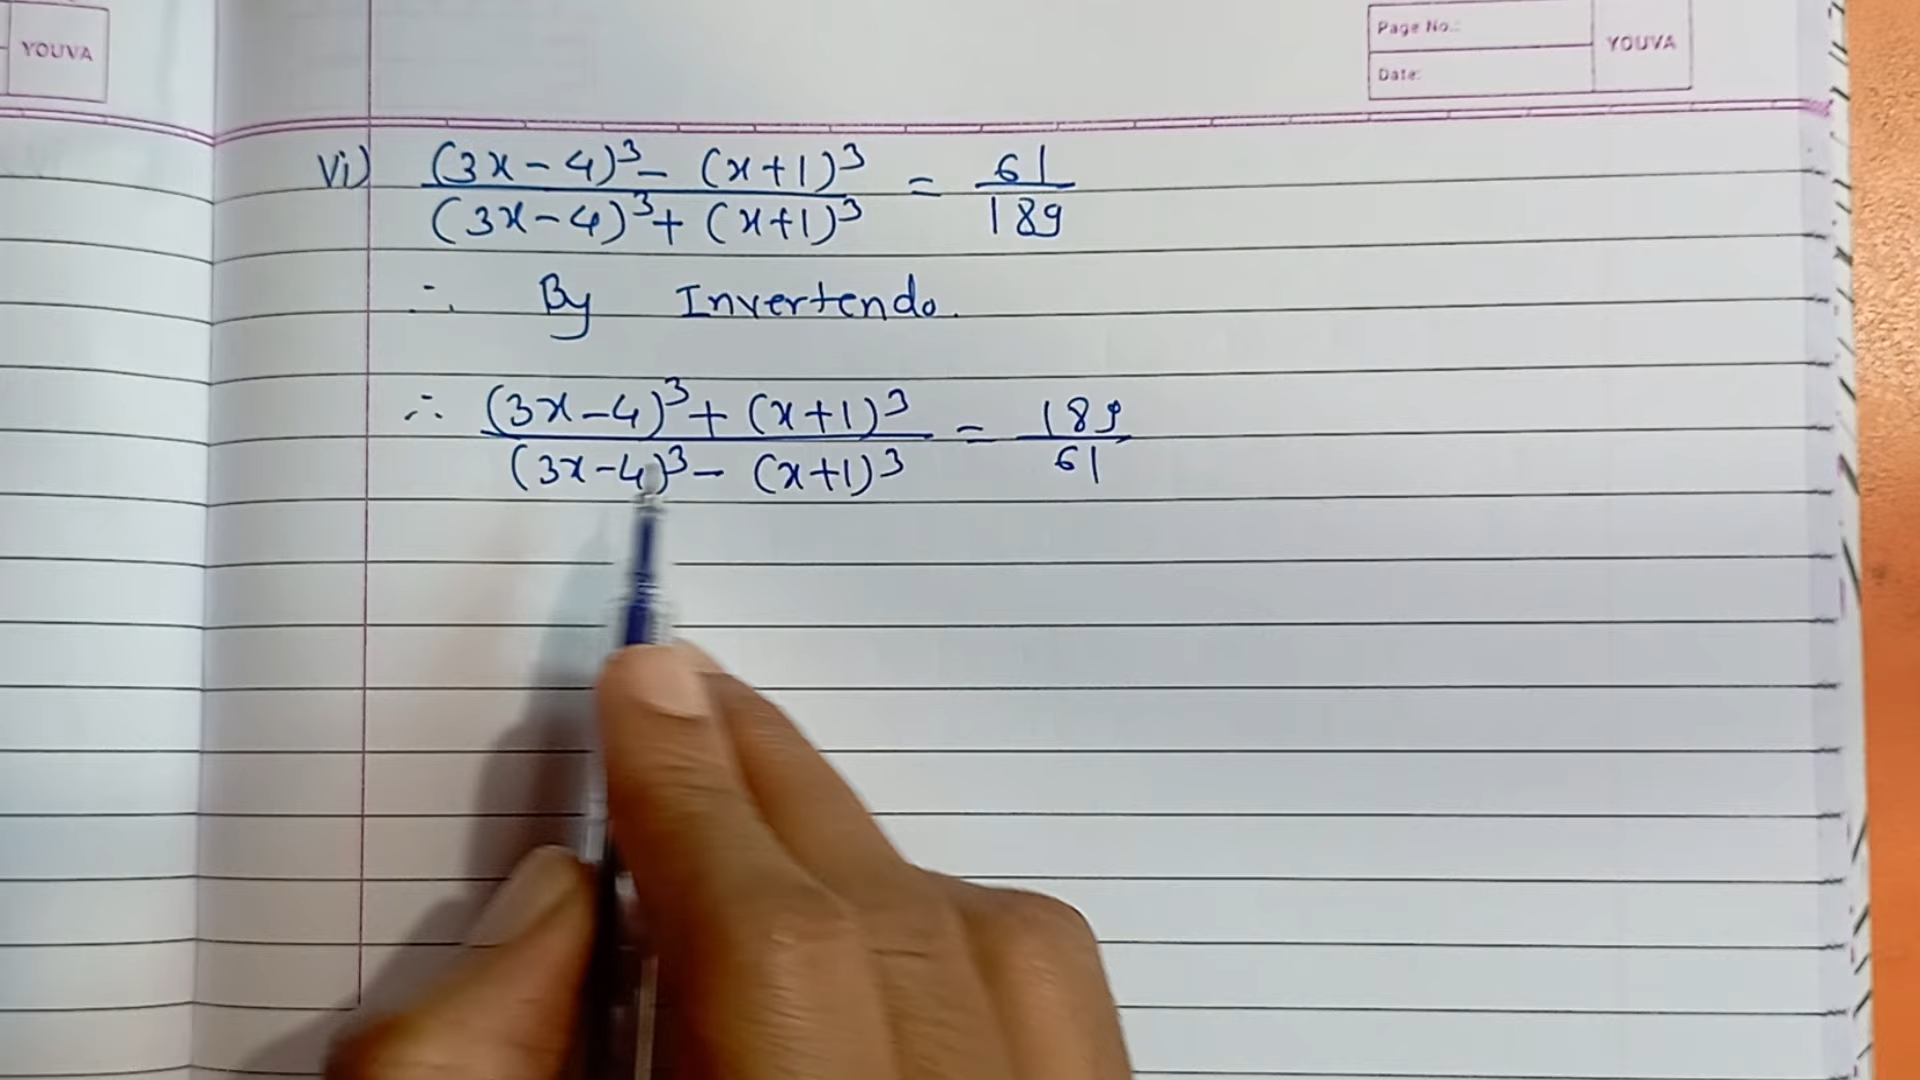 YOUVA
Page No.:
YOUVA
Date:
vi) (3x-4)³ - (x+1)³ / (3x-4)³ + (x+1)³ = 61/189
∴ By Invertendo.
∴ (3x-4)³ + (x+1)³ / (3x-4)³ - (x+1)³ = 189/61